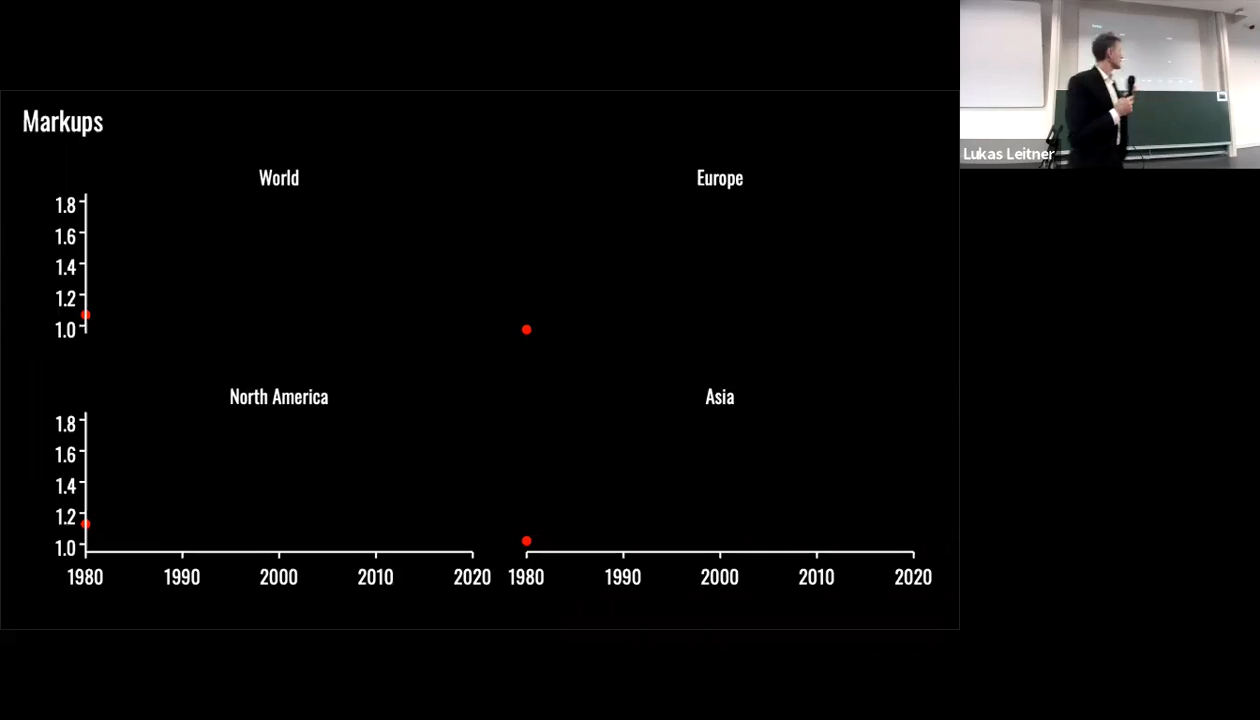 Markups
World
Europe
1.8
1.6
1.4
1.2
1.0
North America
Asia
1.8
1.6
1.4
1.2
1.0
1980 1990 2000 2010 2020 1980 1990 2000 2010 2020
Lukas Leitner